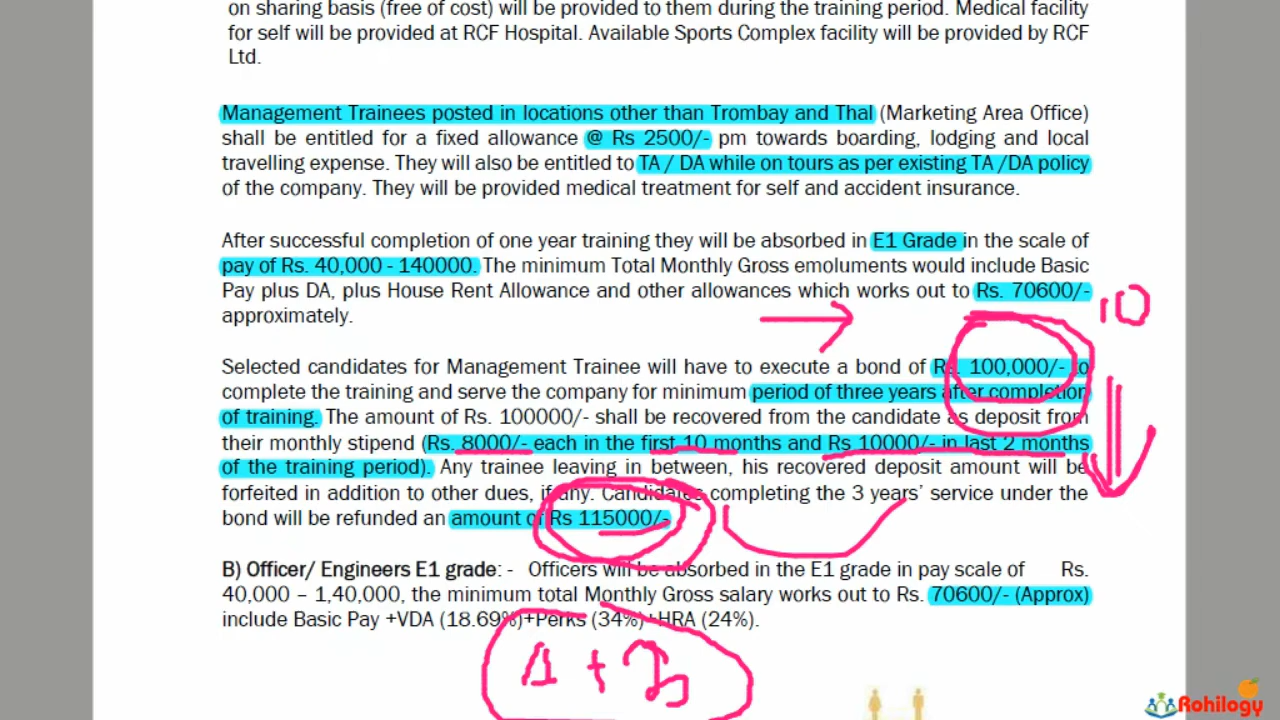 on sharing basis (free of cost) will be provided to them during the training period. Medical facility
for self will be provided at RCF Hospital. Available Sports Complex facility will be provided by RCF
Ltd.
Management Trainees posted in locations other than Trombay and Thal (Marketing Area Office)
shall be entitled for a fixed allowance @ Rs 2500/- pm towards boarding, lodging and local
travelling expense. They will also be entitled to TA / DA while on tours as per existing TA /DA policy
of the company. They will be provided medical treatment for self and accident insurance.
After successful completion of one year training they will be absorbed in E1 Grade in the scale of
pay of Rs. 40,000 - 140000. The minimum Total Monthly Gross emoluments would include Basic
Pay plus DA, plus House Rent Allowance and other allowances which works out to Rs. 70600/-
approximately.
10
Selected candidates for Management Trainee will have to execute a bond of Rs. 100,000/- to
complete the training and serve the company for minimum period of three years after completion
of training. The amount of Rs. 100000/- shall be recovered from the candidate as deposit from
their monthly stipend (Rs. 8000/- each in the first 10 months and Rs 10000/- in last 2 months
of the training period). Any trainee leaving in between, his recovered deposit amount will be
forfeited in addition to other dues, if any. Candidates completing the 3 years' service under the
bond will be refunded an amount of Rs 115000/-
B) Officer/ Engineers E1 grade: - Officers will be absorbed in the E1 grade in pay scale of Rs.
40,000 – 1,40,000, the minimum total Monthly Gross salary works out to Rs. 70600/- (Approx)
include Basic Pay +VDA (18.69%)+Perks (34%)+HRA (24%).
Rohilogy